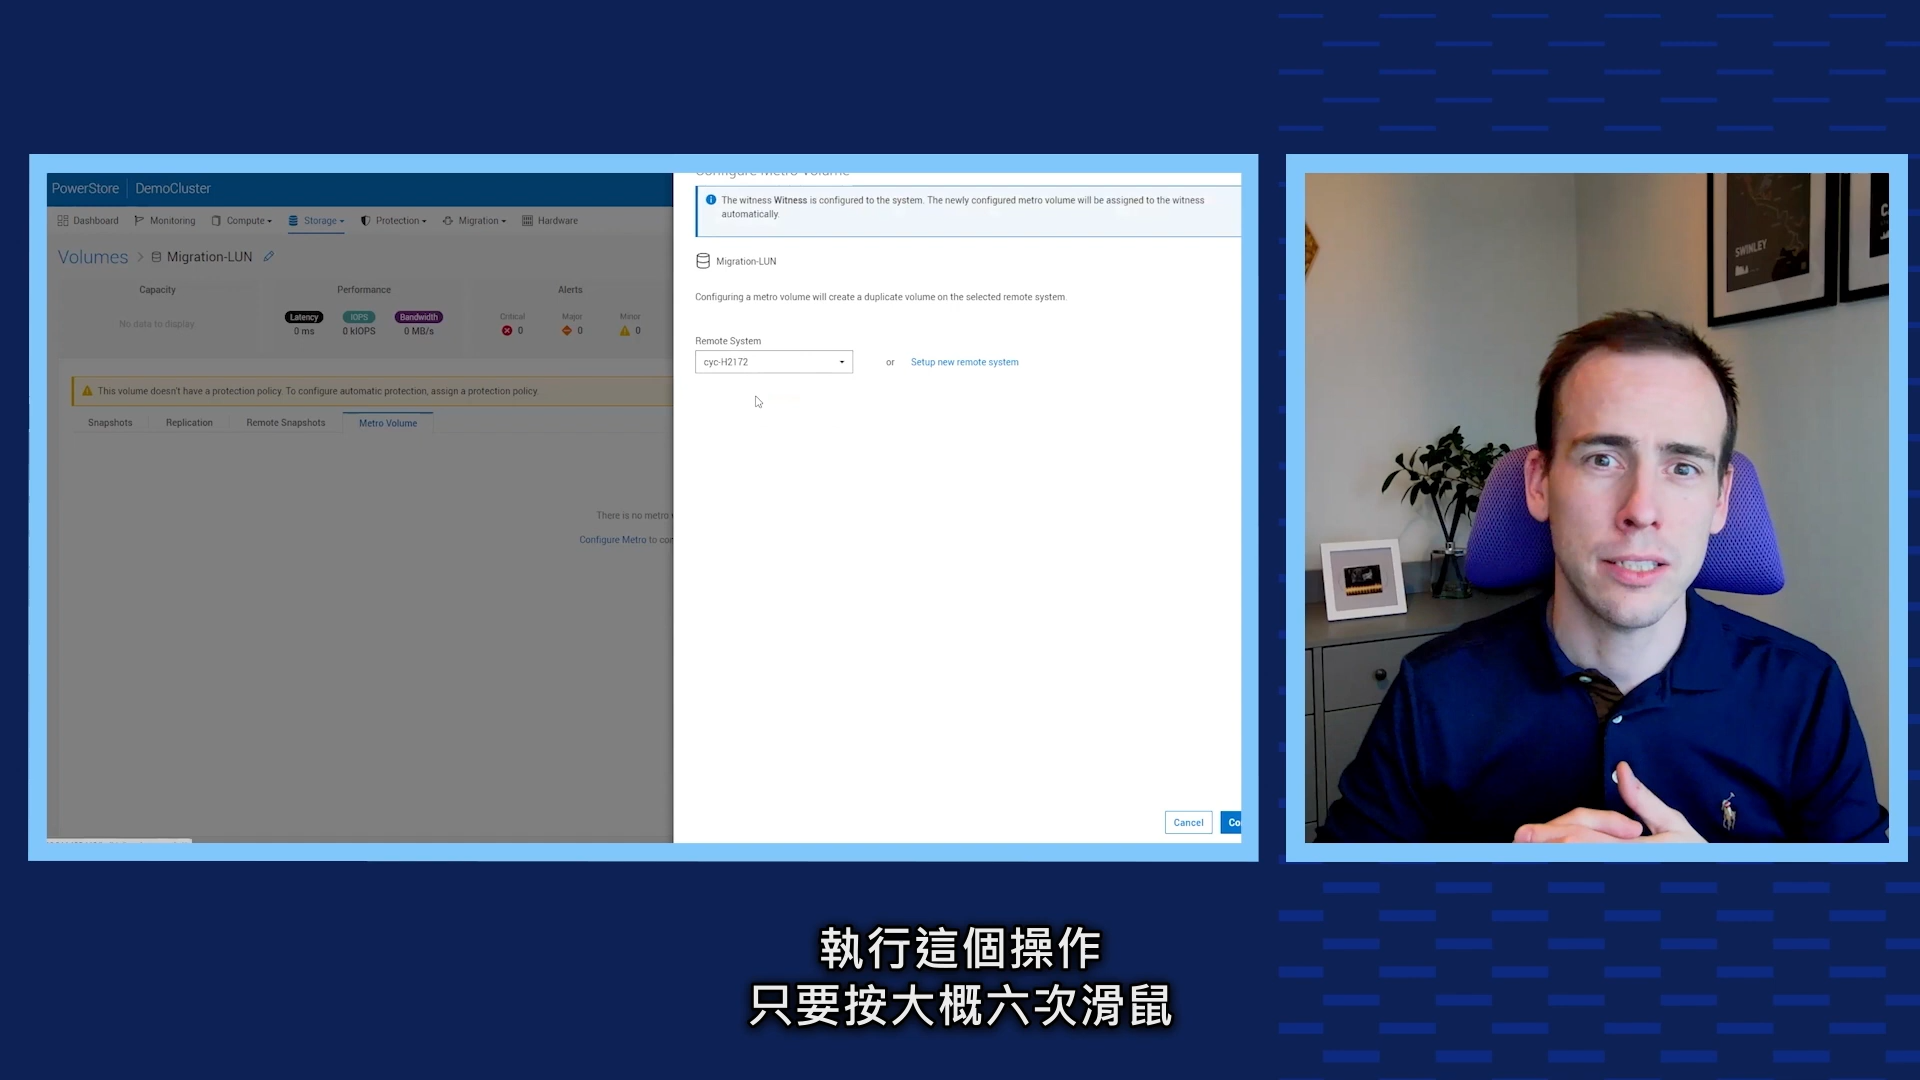 PowerStore DemoCluster
Dashboard Monitoring Compute Storage Protection Migration Hardware
Volumes > Migration-LUN
Capacity
No data to display
Performance
Latency IOPS Bandwidth
0 ms 0 kIOPS 0 MB/s
Alerts
Critical Major Minor
0 0 0
This volume doesn't have a protection policy. To configure automatic protection, assign a protection policy.
Snapshots Replication Remote Snapshots Metro Volume
There is no metro
Configure Metro to
Configure Metro Volume
The witness Witness is configured to the system. The newly configured metro volume will be assigned to the witness
automatically.
Migration-LUN
Configuring a metro volume will create a duplicate volume on the selected remote system.
Remote System
cyc-H2172
or Setup new remote system
Cancel
Co
SWINLEY
執行這個操作
只要按大概六次滑鼠